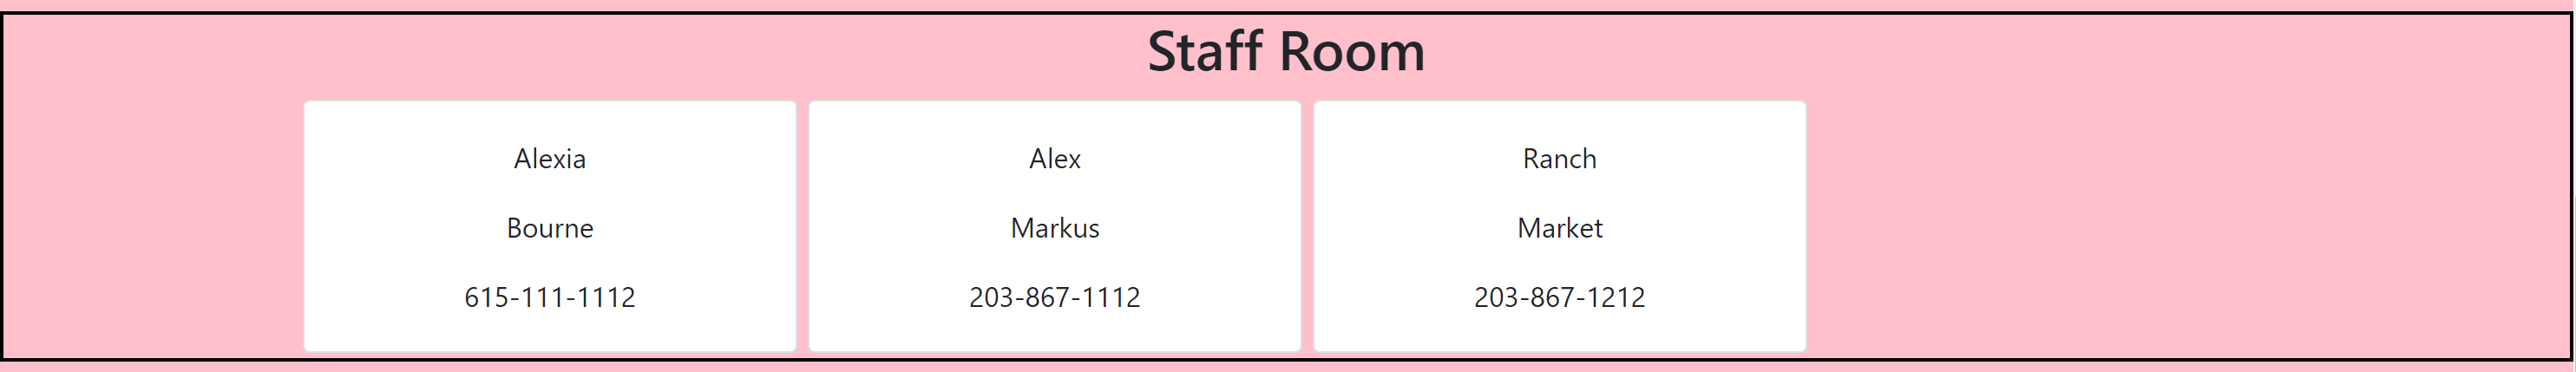 Staff Room
Alexia
Bourne
615-111-1112
Alex
Markus
203-867-1112
Ranch
Market
203-867-1212